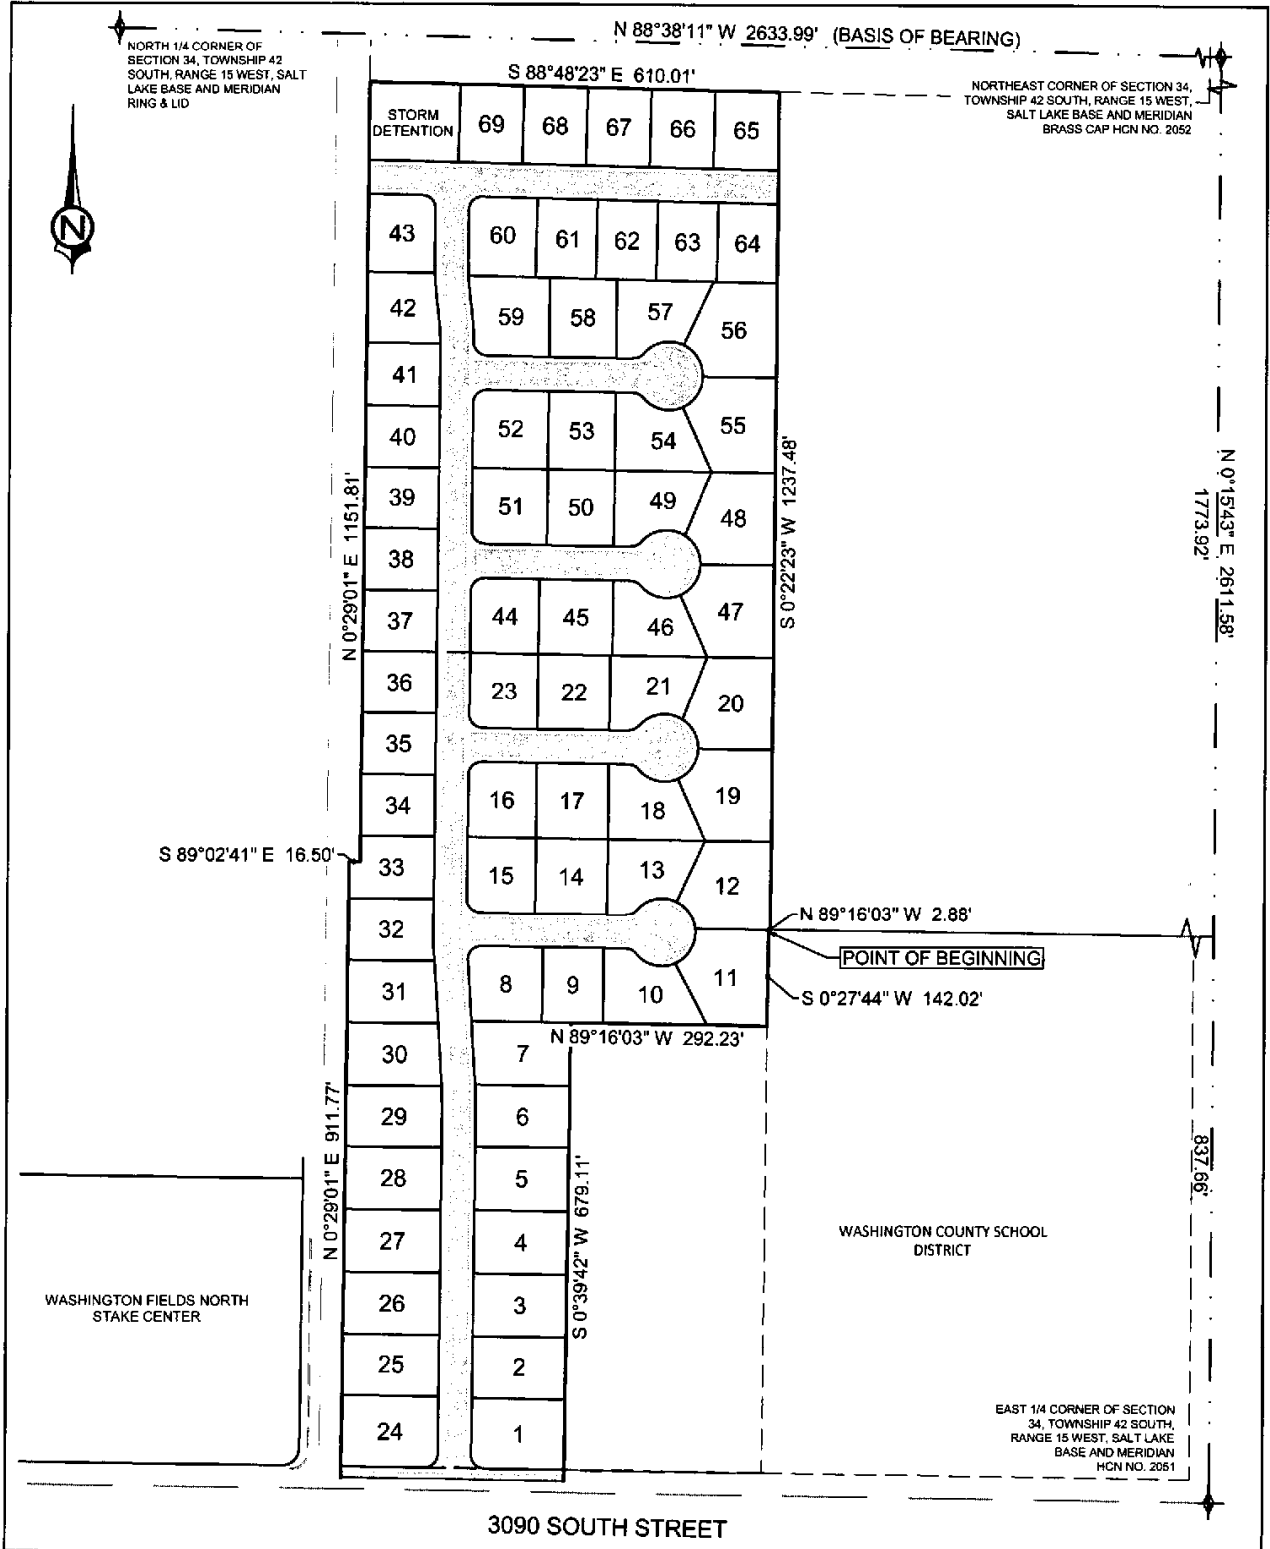 N 88°38'11" W 2633.99' (BASIS OF BEARING)
NORTH 1/4 CORNER OF
SECTION 34, TOWNSHIP 42
SOUTH, RANGE 15 WEST, SALT
LAKE BASE AND MERIDIAN
RING & LID
S 88°48'23" E 610.01'
NORTHEAST CORNER OF SECTION 34,
TOWNSHIP 42 SOUTH, RANGE 15 WEST,
SALT LAKE BASE AND MERIDIAN
BRASS CAP HCN NO. 2052
N
STORM
DETENTION
69 68 67 66 65
43 60 61 62 63 64
42 59 58 57 56
41
40 52 53 54 55
39 51 50 49 48
38
37 44 45 46 47
36 23 22 21 20
35
34 16 17 18 19
33 15 14 13 12
32
31 8 9 10 11
30 7
29 6
28 5
27 4
26 3
25 2
24 1
N 0°29'01" E 1151.81'
S 0°22'23" W 1237.48'
N 0°15'43" E 2611.58'
1773.92'
S 89°02'41" E 16.50'
N 89°16'03" W 2.88'
POINT OF BEGINNING
S 0°27'44" W 142.02'
N 89°16'03" W 292.23'
N 0°29'01" E 911.77'
S 0°39'42" W 679.11'
837.66'
WASHINGTON COUNTY SCHOOL
DISTRICT
WASHINGTON FIELDS NORTH
STAKE CENTER
EAST 1/4 CORNER OF SECTION
34, TOWNSHIP 42 SOUTH,
RANGE 15 WEST, SALT LAKE
BASE AND MERIDIAN
HCN NO. 2051
3090 SOUTH STREET